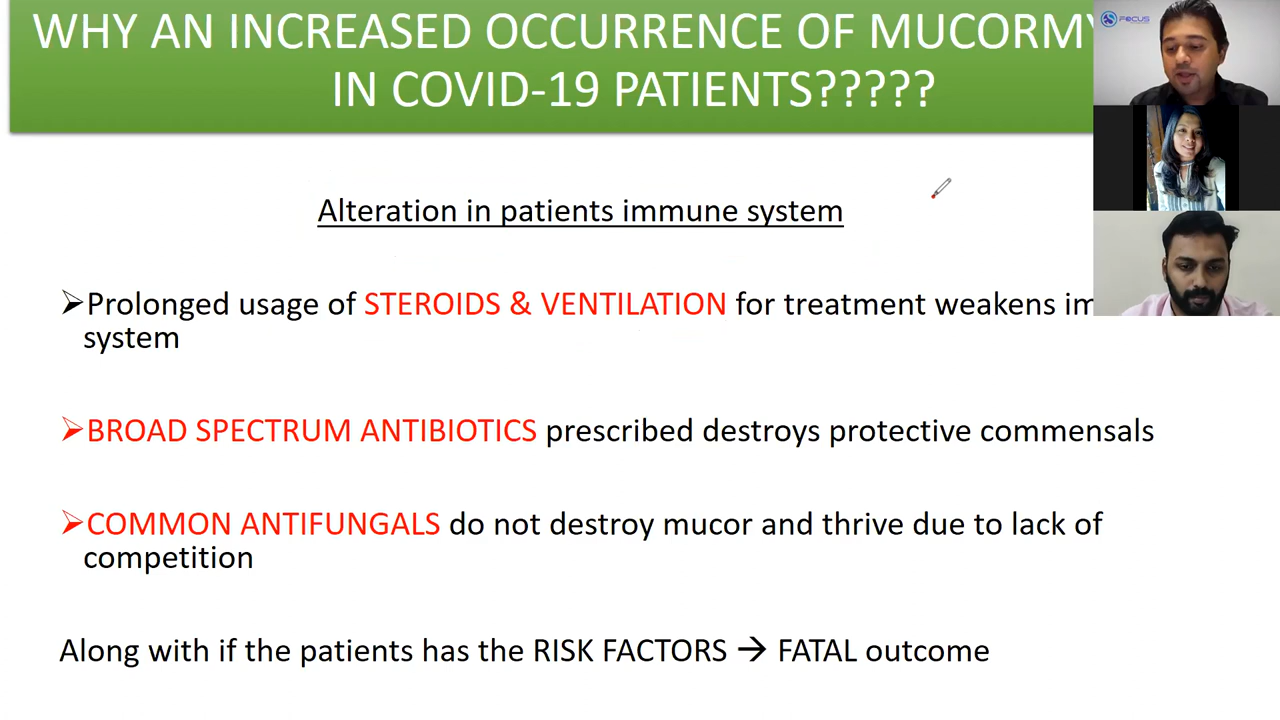 WHY AN INCREASED OCCURRENCE OF MUCORMY
IN COVID-19 PATIENTS?????
FOCUS
Alteration in patients immune system
➢Prolonged usage of STEROIDS & VENTILATION for treatment weakens im
system
➢BROAD SPECTRUM ANTIBIOTICS prescribed destroys protective commensals
➢COMMON ANTIFUNGALS do not destroy mucor and thrive due to lack of
competition
Along with if the patients has the RISK FACTORS → FATAL outcome